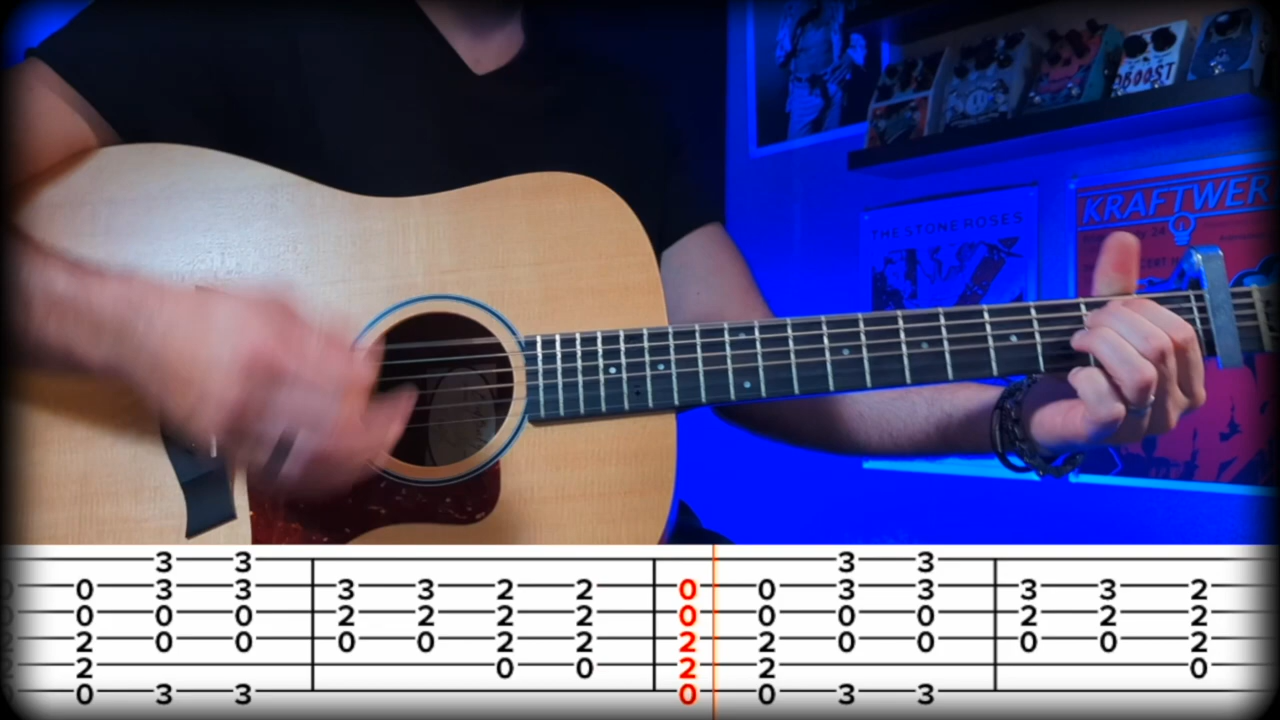 OBOOST
THE STONE ROSES
KRAFTWER
3 3 3 3
0 3 3 3 3 2 2 0 0 3 3 3 3 2
0 0 0 2 2 2 2 0 0 0 0 2 2 2
2 0 0 0 0 2 2 2 2 0 0 0 0 2
2 0 0 2 2 0
0 3 3 0 0 3 3